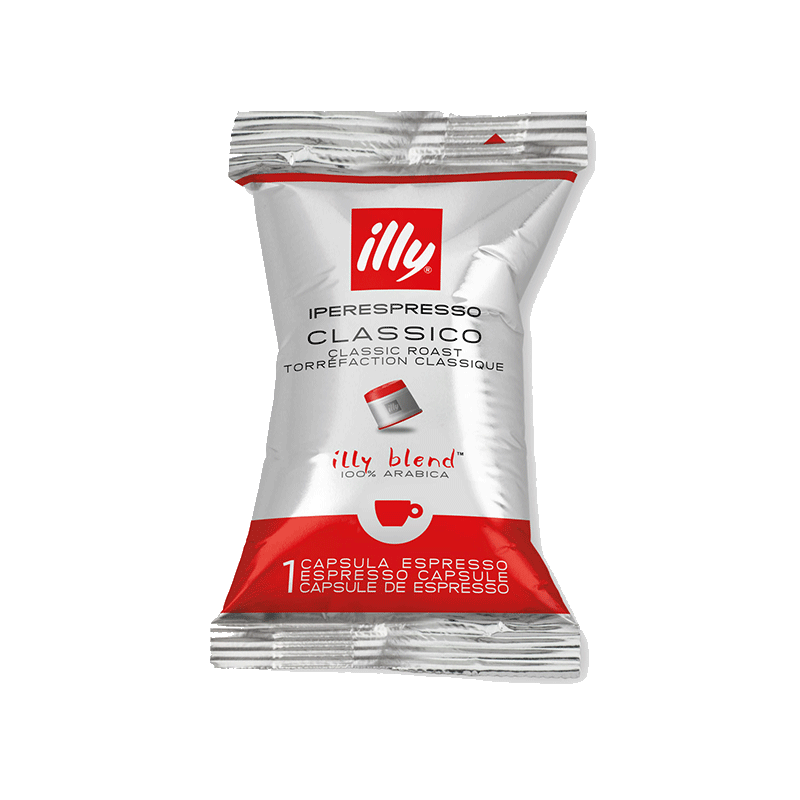 illy®
IPERESPRESSO
CLASSICO
CLASSIC ROAST
TORRÉFACTION CLASSIQUE
illy
illy blend™
100% ARABICA
1 CAPSULA ESPRESSO
ESPRESSO CAPSULE
CAPSULE DE ESPRESSO